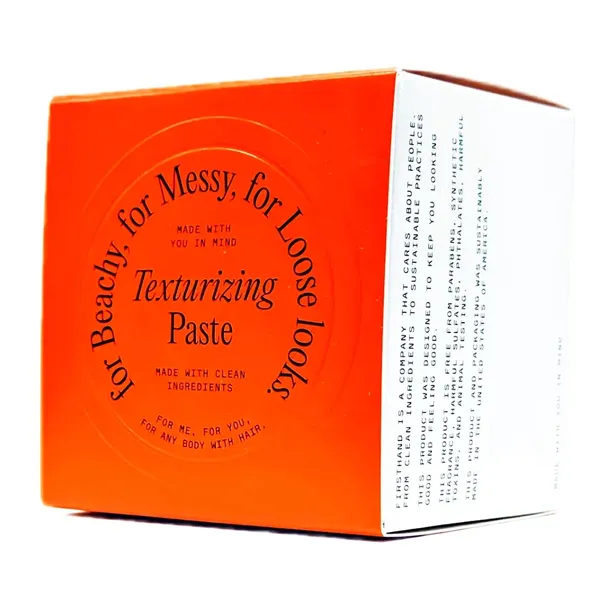 for Beachy, for Messy, for Loose looks.
MADE WITH
YOU IN MIND
Texturizing
Paste
MADE WITH CLEAN
INGREDIENTS
FOR ME, FOR YOU,
FOR ANY BODY WITH HAIR.
FIRSTHAND IS A COMPANY THAT CARES ABOUT PEOPLE.
FROM CLEAN INGREDIENTS TO SUSTAINABLE PRACTICES
THIS PRODUCT WAS DESIGNED TO KEEP YOU LOOKING
GOOD AND FEELING GOOD.
THIS PRODUCT IS FREE FROM PARABENS, SYNTHETIC
FRAGRANCE, HARMFUL SULFATES, PHTHALATES, HARMFUL
TOXINS, AND ANIMAL TESTING.
THIS PRODUCT AND PACKAGING WAS SUSTAINABLY
MADE IN THE UNITED STATES OF AMERICA.
MADE WITH YOU IN MIND